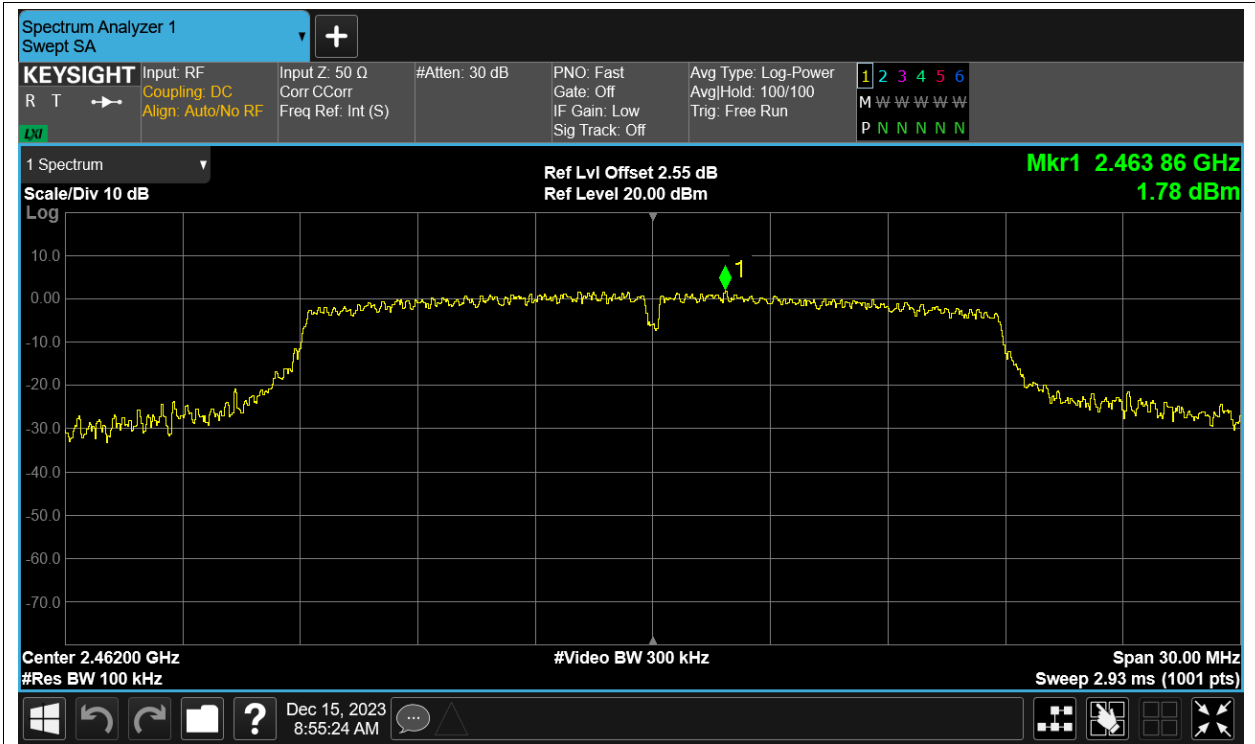 Spectrum Analyzer 1
Swept SA
KEYSIGHT
R T
LXI
Input: RF
Coupling: DC
Align: Auto/No RF
Input Z: 50 Ω
Corr CCorr
Freq Ref: Int (S)
#Atten: 30 dB
PNO: Fast
Gate: Off
IF Gain: Low
Sig Track: Off
Avg Type: Log-Power
Avg|Hold: 100/100
Trig: Free Run
1 2 3 4 5 6
M W W W W W
P N N N N N
1 Spectrum
Scale/Div 10 dB
Log
Ref Lvl Offset 2.55 dB
Ref Level 20.00 dBm
Mkr1 2.463 86 GHz
1.78 dBm
1
10.0
0.00
-10.0
-20.0
-30.0
-40.0
-50.0
-60.0
-70.0
Center 2.46200 GHz
#Res BW 100 kHz
#Video BW 300 kHz
Span 30.00 MHz
Sweep 2.93 ms (1001 pts)
?
Dec 15, 2023
8:55:24 AM